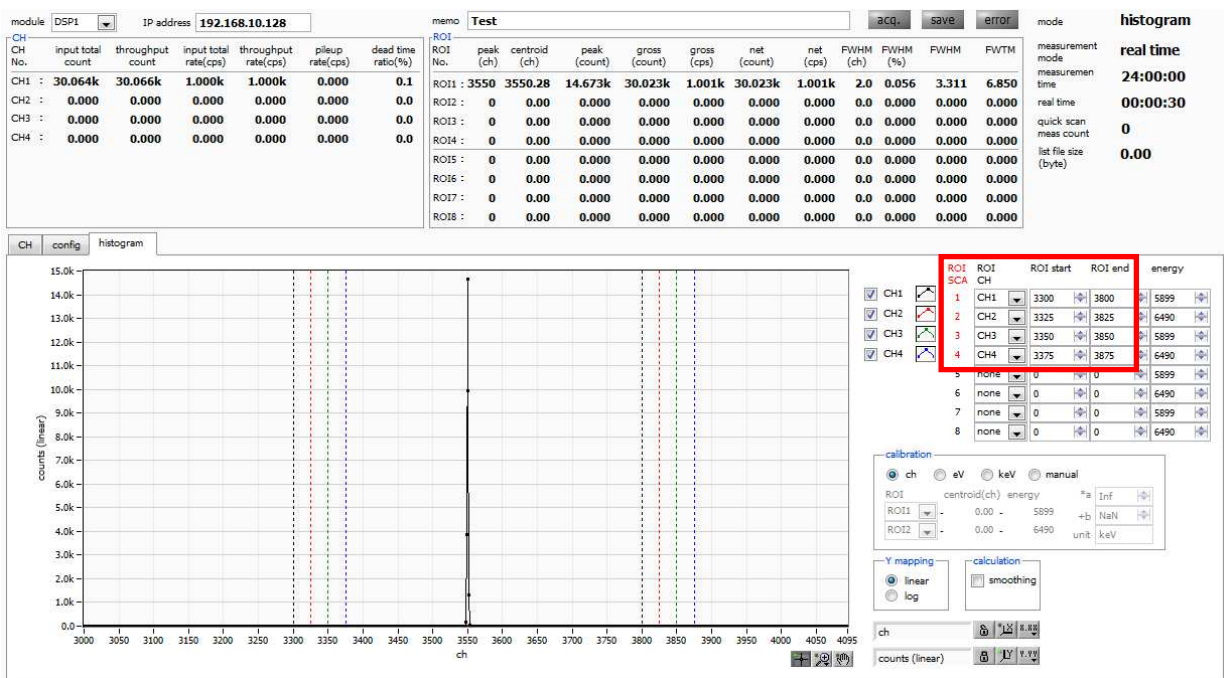 module DSP1 IP address 192.168.10.128 memo Test acq. save error mode histogram
CH
CH No. input total count throughput count input total rate(cps) throughput rate(cps) pileup rate(cps) dead time ratio(%)
CH1 : 30.064k 30.066k 1.000k 1.000k 0.000 0.1
CH2 : 0.000 0.000 0.000 0.000 0.000 0.0
CH3 : 0.000 0.000 0.000 0.000 0.000 0.0
CH4 : 0.000 0.000 0.000 0.000 0.000 0.0
ROI
ROI No. peak (ch) centroid (ch) peak (count) gross (count) gross (cps) net (count) net (cps) FWHM (ch) FWHM (%) FWHM FWTM
ROI1 : 3550 3550.28 14.673k 30.023k 1.001k 30.023k 1.001k 2.0 0.056 3.311 6.850
ROI2 : 0 0.00 0.000 0.000 0.000 0.000 0.000 0.0 0.000 0.000 0.000
ROI3 : 0 0.00 0.000 0.000 0.000 0.000 0.000 0.0 0.000 0.000 0.000
ROI4 : 0 0.00 0.000 0.000 0.000 0.000 0.000 0.0 0.000 0.000 0.000
ROI5 : 0 0.00 0.000 0.000 0.000 0.000 0.000 0.0 0.000 0.000 0.000
ROI6 : 0 0.00 0.000 0.000 0.000 0.000 0.000 0.0 0.000 0.000 0.000
ROI7 : 0 0.00 0.000 0.000 0.000 0.000 0.000 0.0 0.000 0.000 0.000
ROI8 : 0 0.00 0.000 0.000 0.000 0.000 0.000 0.0 0.000 0.000 0.000
measurement mode real time
measuremen time 24:00:00
real time 00:00:30
quick scan meas count 0
list file size (byte) 0.00
CH config histogram
15.0k
14.0k
13.0k
12.0k
11.0k
10.0k
9.0k
8.0k
7.0k
6.0k
5.0k
4.0k
3.0k
2.0k
1.0k
0.0
counts (linear)
3000 3050 3100 3150 3200 3250 3300 3350 3400 3450 3500 3550 3600 3650 3700 3750 3800 3850 3900 3950 4000 4050 4095
ch
CH1
CH2
CH3
CH4
ROI SCA ROI CH ROI start ROI end energy
1 CH1 3300 3800 5899
2 CH2 3325 3825 6490
3 CH3 3350 3850 5899
4 CH4 3375 3875 6490
5 none 0 0 5899
6 none 0 0 6490
7 none 0 0 5899
8 none 0 0 6490
calibration
ch eV keV manual
ROI centroid(ch) energy *a Inf
ROI1 - 0.00 - 5899 +b NaN
ROI2 - 0.00 - 6490 unit keV
Y mapping
linear
log
calculation
smoothing
ch
counts (linear)